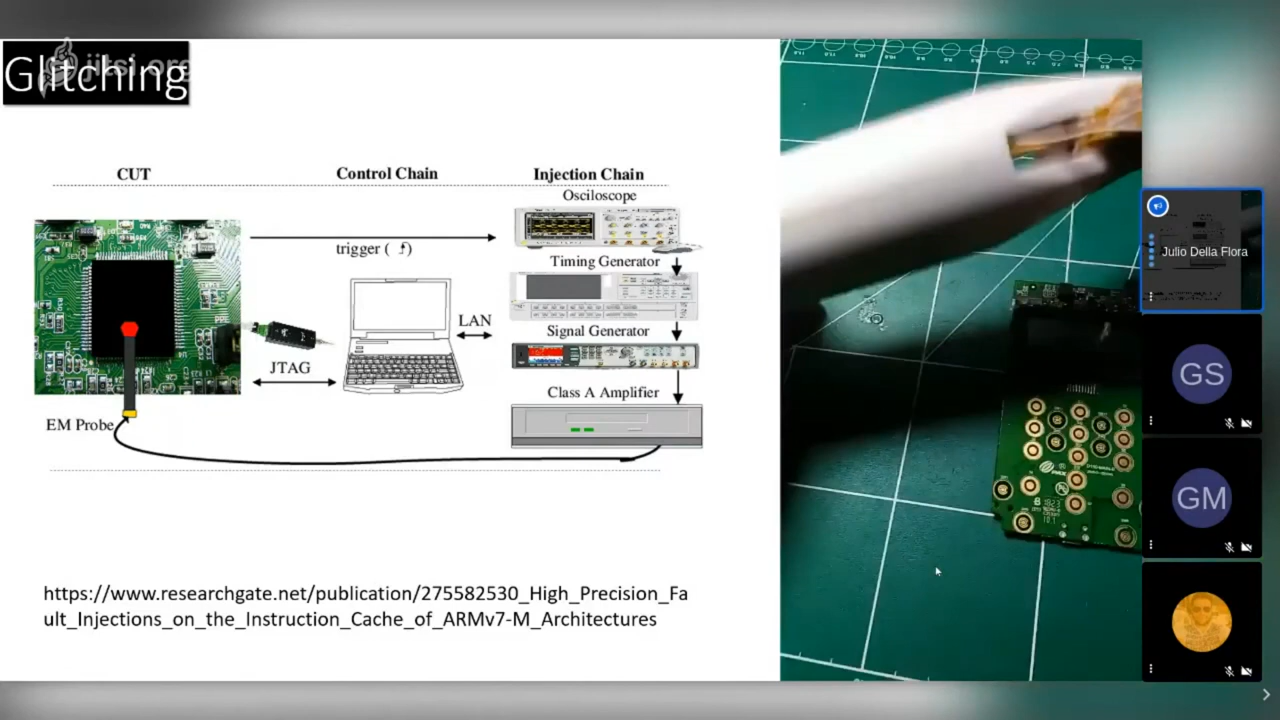 Glitching
CUT
Control Chain
Injection Chain
Osciloscope
trigger ( )
Timing Generator
LAN
Signal Generator
JTAG
Class A Amplifier
EM Probe
https://www.researchgate.net/publication/275582530_High_Precision_Fa
ult_Injections_on_the_Instruction_Cache_of_ARMv7-M_Architectures
Julio Della Flora
GS
GM